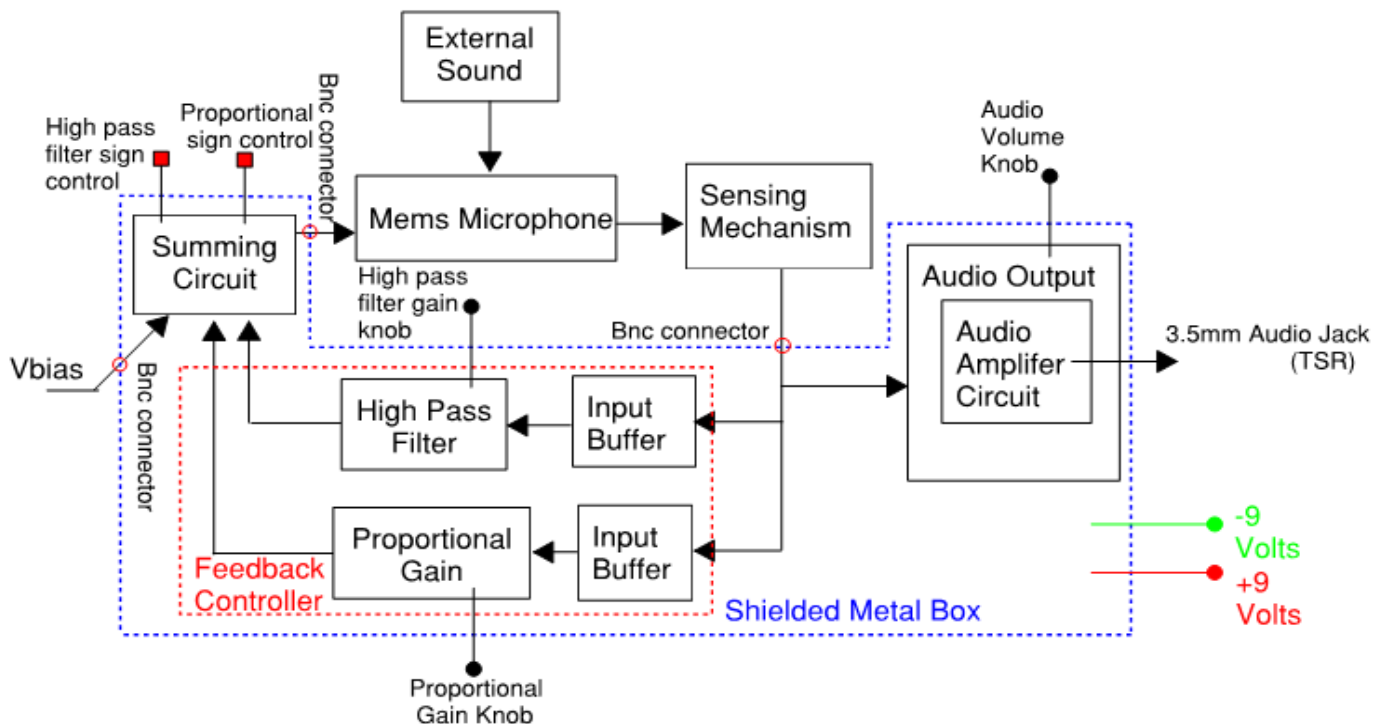 External
Sound
Bnc connector
Proportional
sign control
High pass
filter sign
control
Audio
Volume
Knob
Mems Microphone
Sensing
Mechanism
Summing
Circuit
High pass
filter gain
knob
Bnc connector
Audio Output
Audio
Amplifer
Circuit
3.5mm Audio Jack
(TSR)
Vbias
Bnc connector
High Pass
Filter
Input
Buffer
Proportional
Gain
Input
Buffer
Feedback
Controller
Shielded Metal Box
-9
Volts
+9
Volts
Proportional
Gain Knob